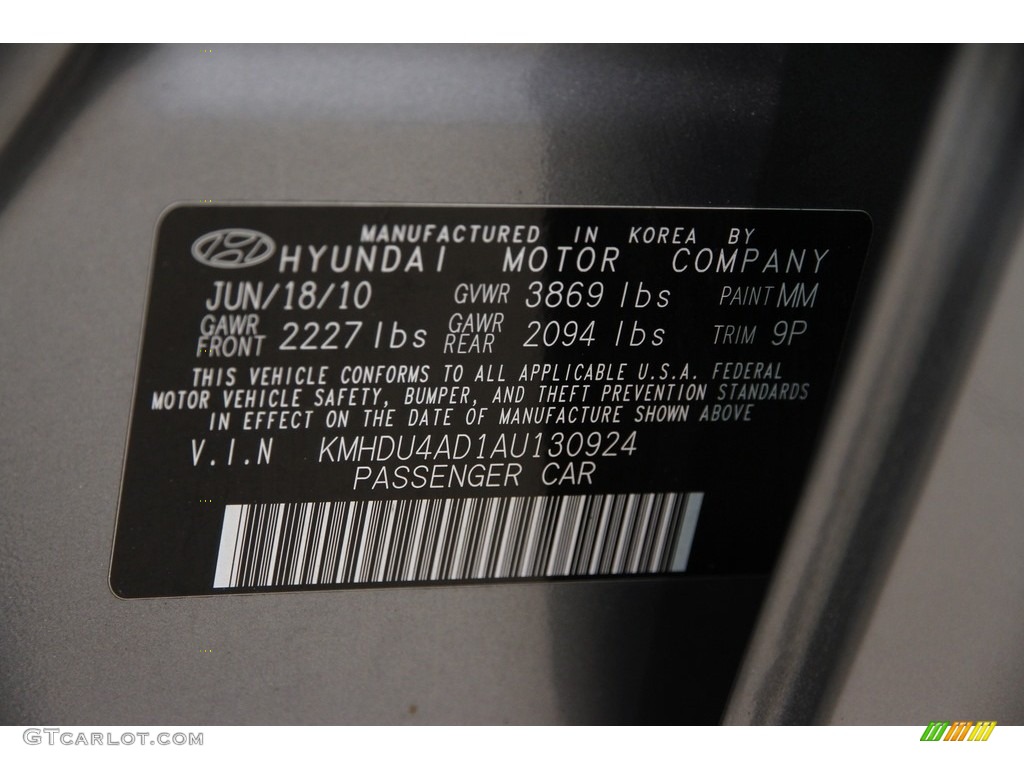 MANUFACTURED IN KOREA BY
HYUNDAI MOTOR COMPANY
JUN/18/10 GVWR 3869 lbs PAINT MM
GAWR FRONT 2227 lbs GAWR REAR 2094 lbs TRIM 9P
THIS VEHICLE CONFORMS TO ALL APPLICABLE U.S.A. FEDERAL
MOTOR VEHICLE SAFETY, BUMPER, AND THEFT PREVENTION STANDARDS
IN EFFECT ON THE DATE OF MANUFACTURE SHOWN ABOVE
V.I.N KMHDU4AD1AU130924
PASSENGER CAR
GTCARLOT.COM